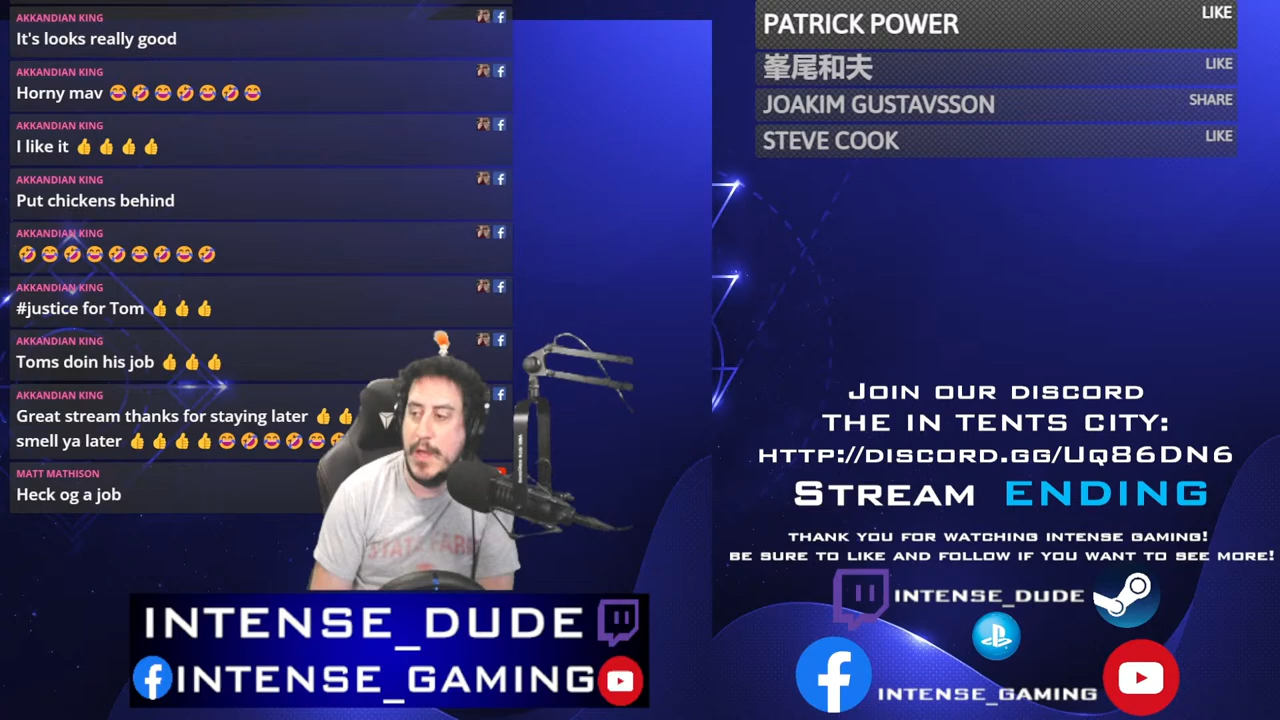 AKKANDIAN KING
It's looks really good
AKKANDIAN KING
Horny mav 😂🤣😂🤣😂🤣😂
AKKANDIAN KING
I like it 👍👍👍👍
AKKANDIAN KING
Put chickens behind
AKKANDIAN KING
🤣😂🤣😂🤣😂🤣😂🤣
AKKANDIAN KING
#justice for Tom 👍👍👍
AKKANDIAN KING
Toms doin his job 👍👍👍
AKKANDIAN KING
Great stream thanks for staying later 👍👍
smell ya later 👍👍👍👍😂🤣😂🤣😂🤣
MATT MATHISON
Heck og a job
INTENSE_DUDE
INTENSE_GAMING
PATRICK POWER LIKE
峯尾和夫 LIKE
JOAKIM GUSTAVSSON SHARE
STEVE COOK LIKE
JOIN OUR DISCORD
THE IN TENTS CITY:
HTTP://DISCORD.GG/UQ86DN6
STREAM ENDING
THANK YOU FOR WATCHING INTENSE GAMING!
BE SURE TO LIKE AND FOLLOW IF YOU WANT TO SEE MORE!
INTENSE_DUDE
INTENSE_GAMING